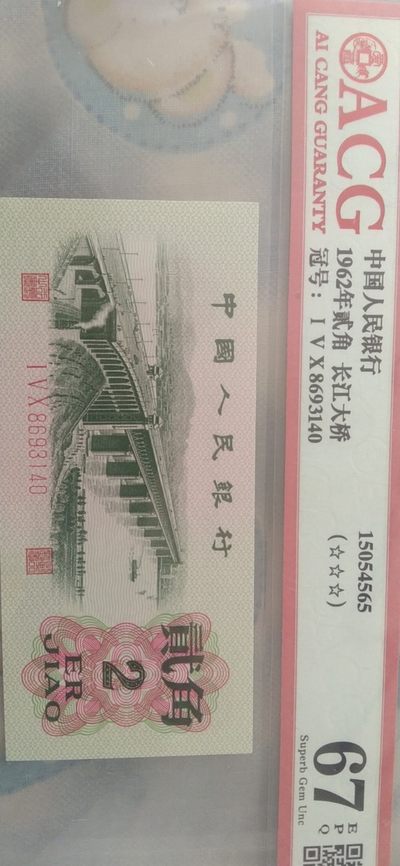 ACG
AI CANG GUARANTY
中国人民银行
1962年贰角 长江大桥
冠号：ⅠⅤⅩ8693140
15054565
(☆☆☆)
67
EPQ
Superb Gem Unc
中國人民銀行
ⅠⅤⅩ8693140
貳角
2
ER
JIAO